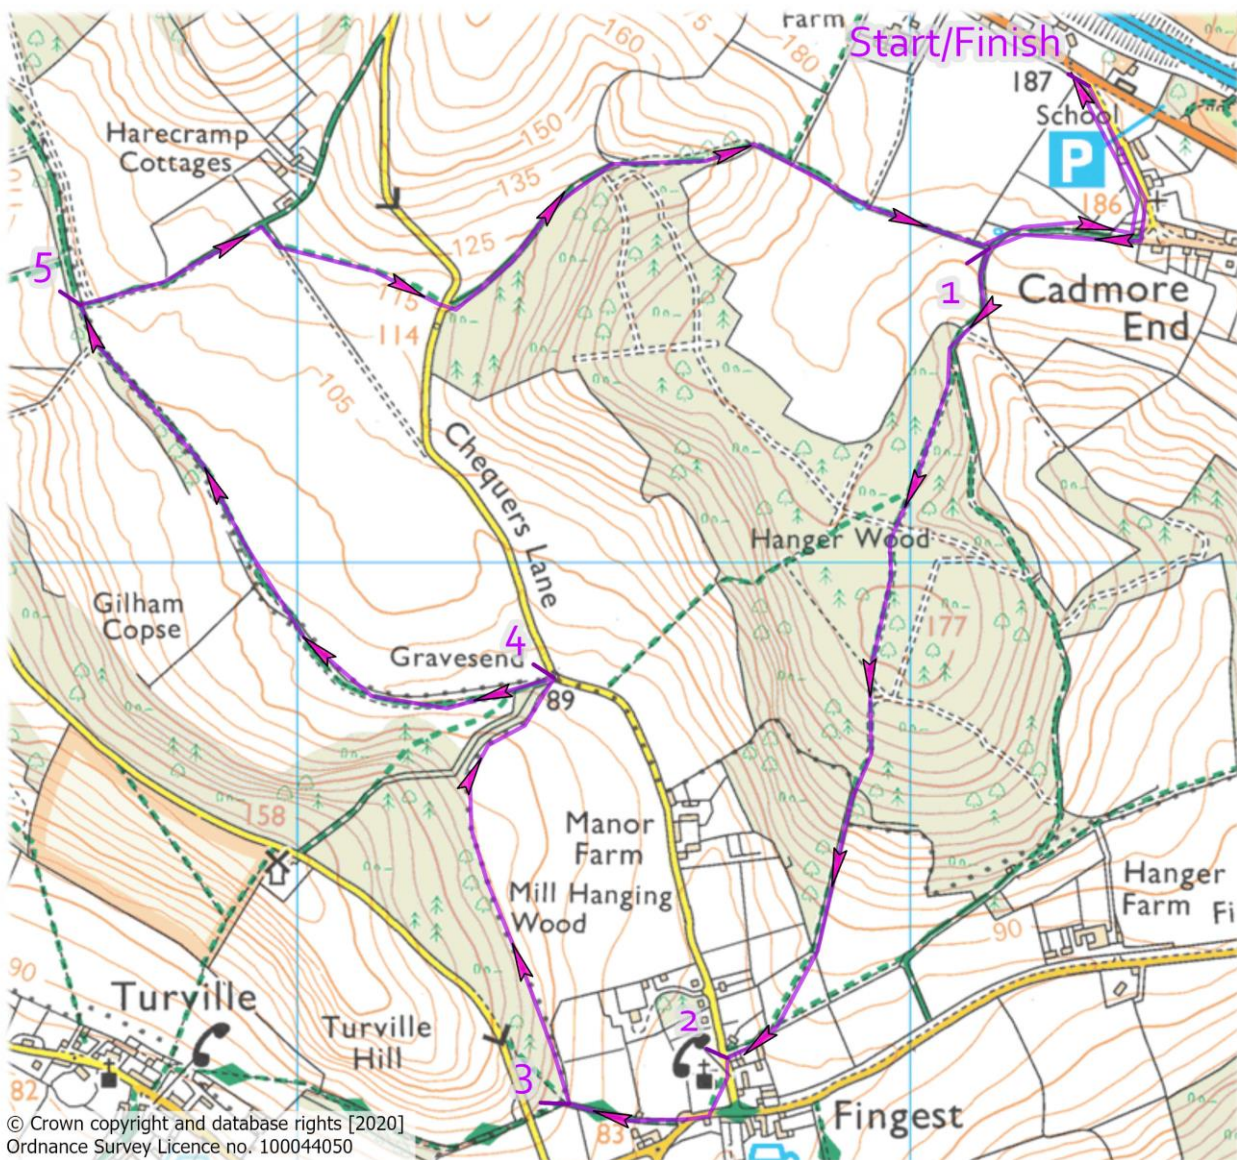 Farm
180
160
Start/Finish
187
School
P
Harecramp
Cottages
150
135
186
125
5
115
1
Cadmore
End
114
105
Chequers Lane
Hanger Wood
Gilham
Copse
177
4
Gravesend
89
158
Manor
Farm
Mill Hanging
Wood
Hanger
Farm
Fi
90
90
Turville
2
Turville
Hill
3
82
83
Fingest
© Crown copyright and database rights [2020]
Ordnance Survey Licence no. 100044050